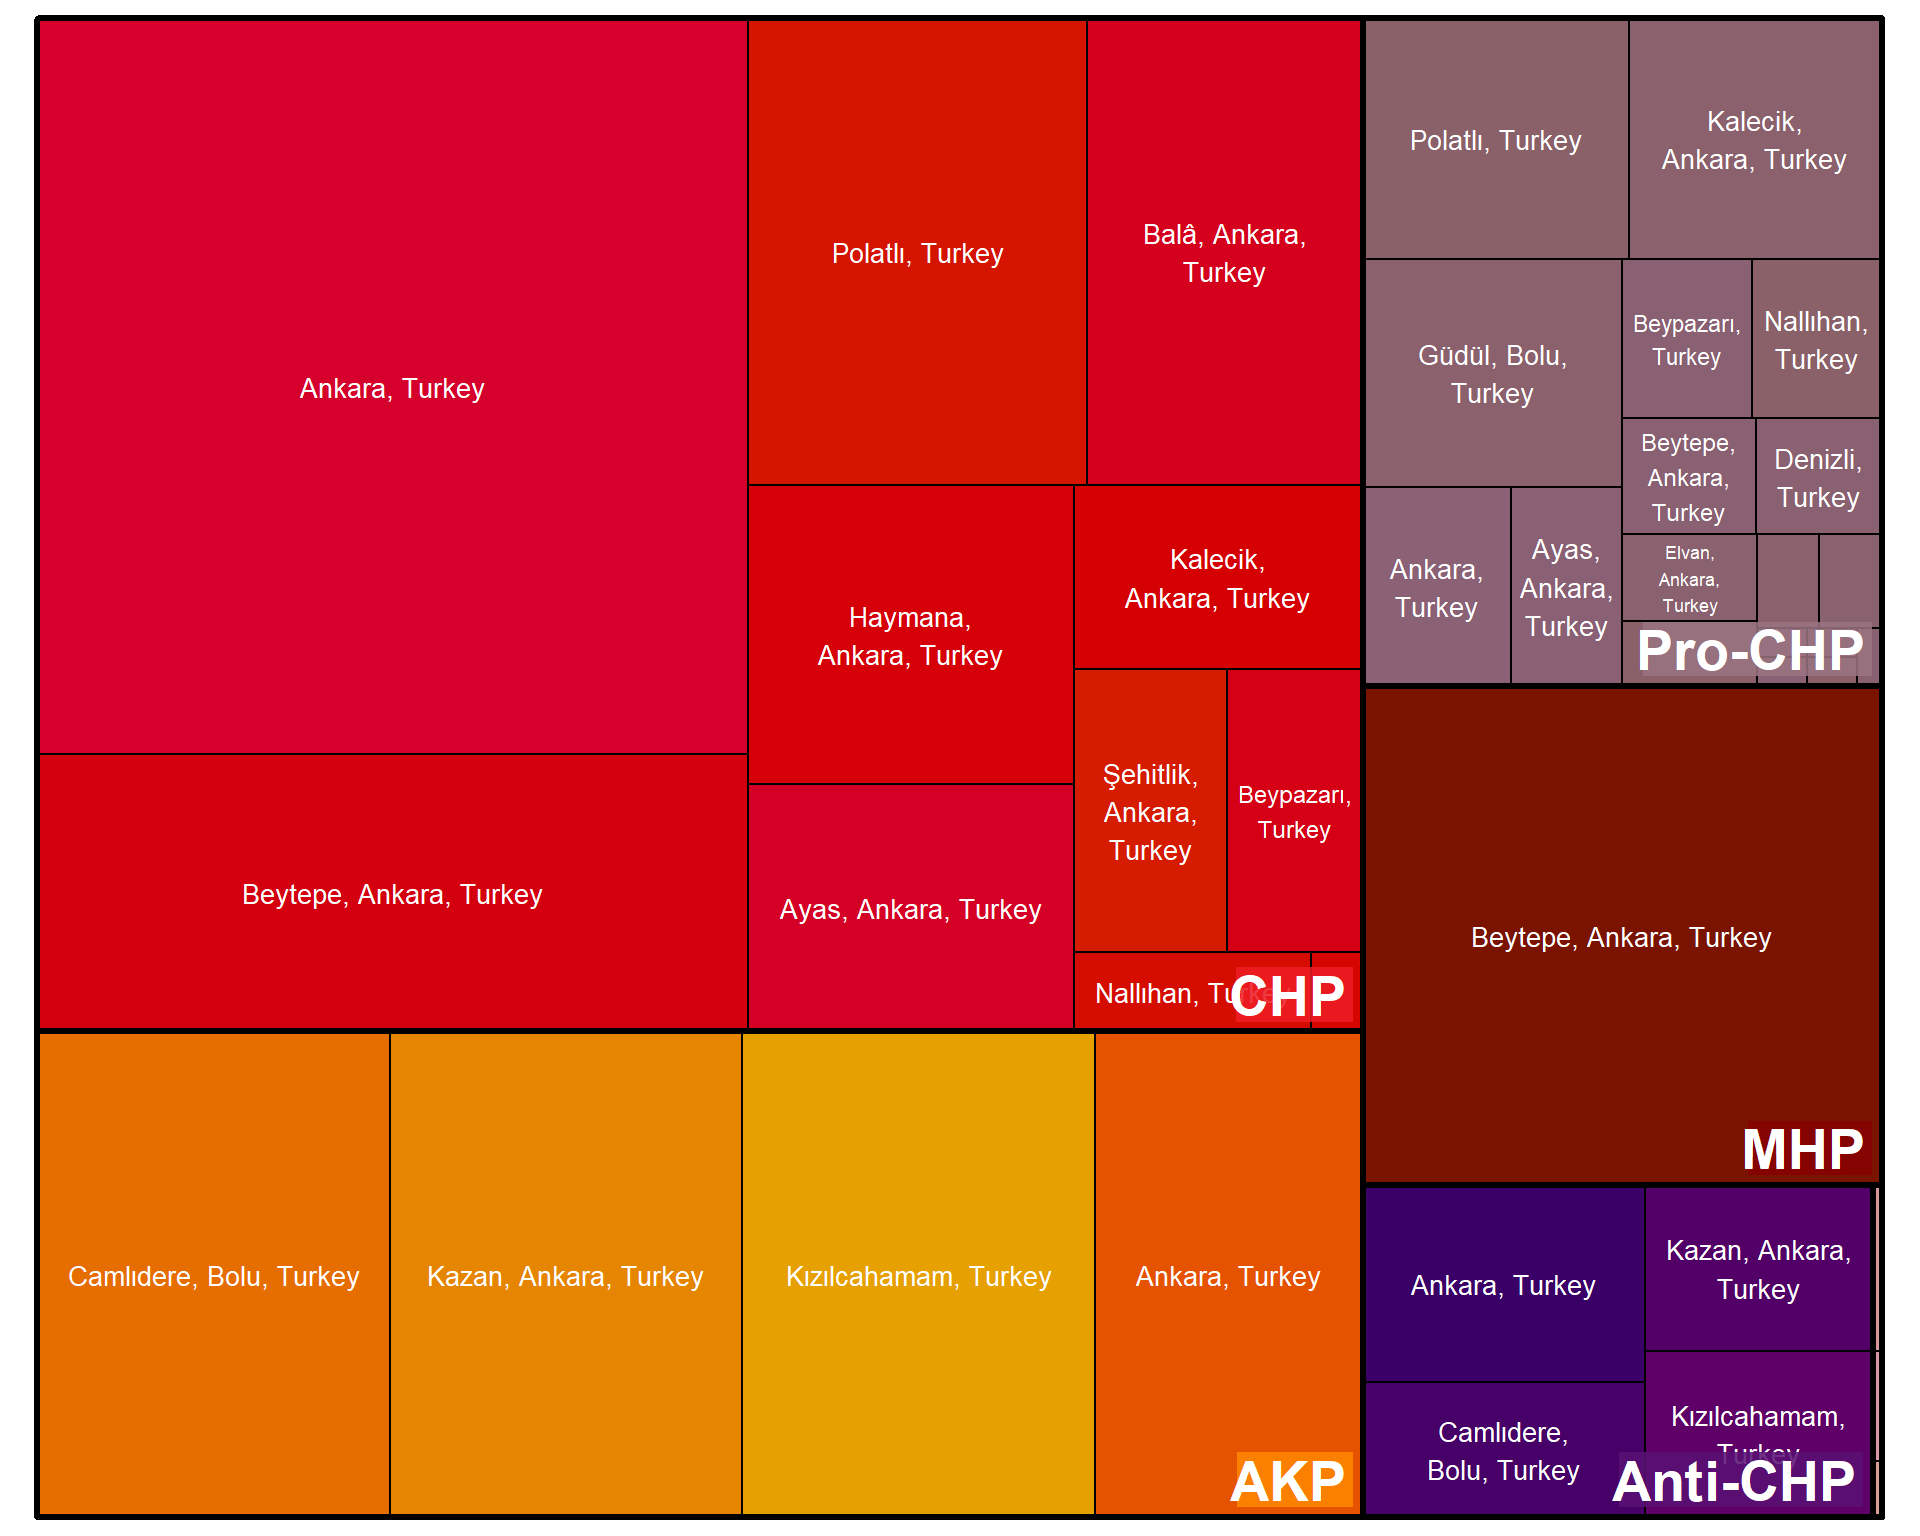 Ankara, Turkey
Beytepe, Ankara, Turkey
Polatlı, Turkey
Balâ, Ankara,
Turkey
Haymana,
Ankara, Turkey
Ayas, Ankara, Turkey
Kalecik,
Ankara, Turkey
Şehitlik,
Ankara,
Turkey
Beypazarı,
Turkey
Nallıhan, Turkey
CHP
Camlıdere, Bolu, Turkey
Kazan, Ankara, Turkey
Kızılcahamam, Turkey
Ankara, Turkey
AKP
Polatlı, Turkey
Kalecik,
Ankara, Turkey
Güdül, Bolu,
Turkey
Beypazarı,
Turkey
Nallıhan,
Turkey
Beytepe,
Ankara,
Turkey
Denizli,
Turkey
Ankara,
Turkey
Ayas,
Ankara,
Turkey
Elvan,
Ankara,
Turkey
Pro-CHP
Beytepe, Ankara, Turkey
MHP
Ankara, Turkey
Kazan, Ankara,
Turkey
Camlıdere,
Bolu, Turkey
Kızılcahamam,
Turkey
Anti-CHP